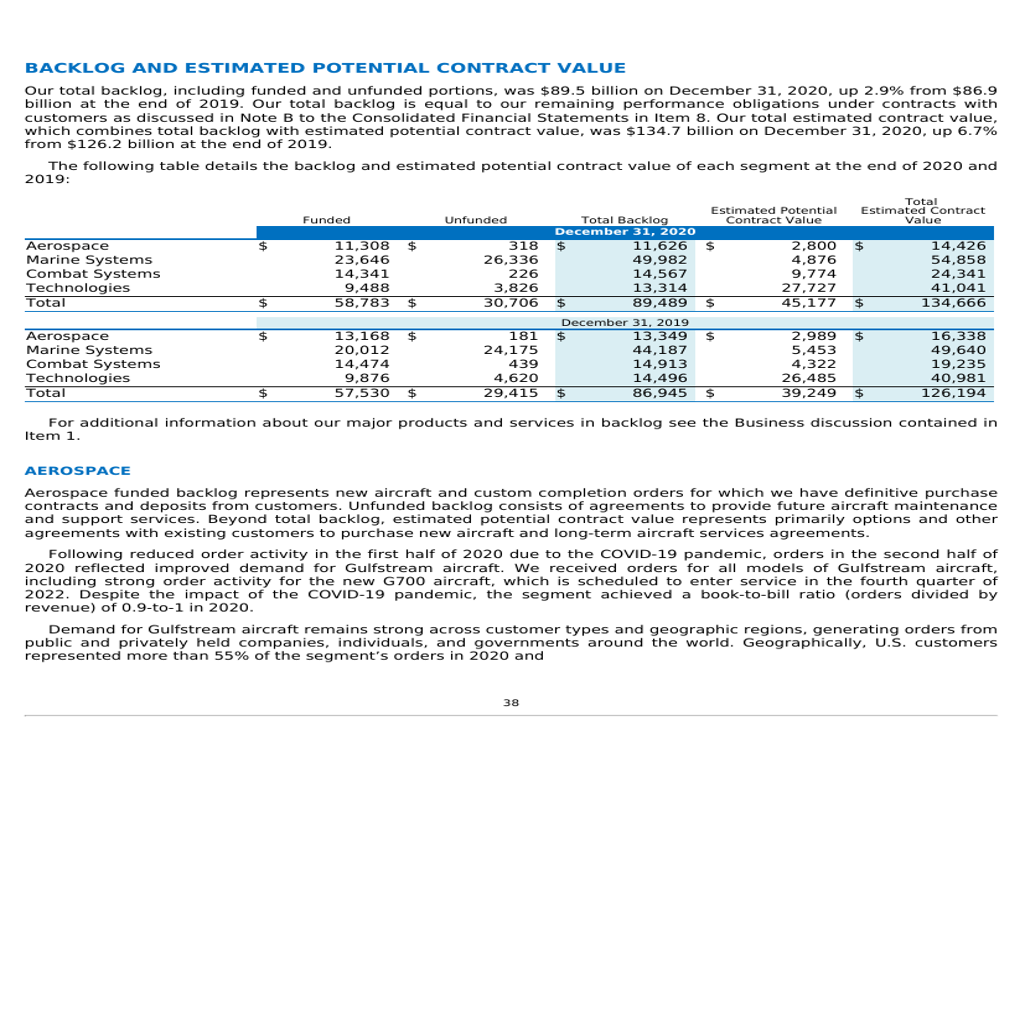 BACKLOG AND ESTIMATED POTENTIAL CONTRACT VALUE
Our total backlog, including funded and unfunded portions, was $89.5 billion on December 31, 2020, up 2.9% from $86.9
billion at the end of 2019. Our total backlog is equal to our remaining performance obligations under contracts with
customers as discussed in Note B to the Consolidated Financial Statements in Item 8. Our total estimated contract value,
which combines total backlog with estimated potential contract value, was $134.7 billion on December 31, 2020, up 6.7%
from $126.2 billion at the end of 2019.
The following table details the backlog and estimated potential contract value of each segment at the end of 2020 and
2019:
Funded Unfunded Total Backlog Estimated Potential Contract Value Total Estimated Contract Value
December 31, 2020
Aerospace $ 11,308 $ 318 $ 11,626 $ 2,800 $ 14,426
Marine Systems 23,646 26,336 49,982 4,876 54,858
Combat Systems 14,341 226 14,567 9,774 24,341
Technologies 9,488 3,826 13,314 27,727 41,041
Total $ 58,783 $ 30,706 $ 89,489 $ 45,177 $ 134,666
December 31, 2019
Aerospace $ 13,168 $ 181 $ 13,349 $ 2,989 $ 16,338
Marine Systems 20,012 24,175 44,187 5,453 49,640
Combat Systems 14,474 439 14,913 4,322 19,235
Technologies 9,876 4,620 14,496 26,485 40,981
Total $ 57,530 $ 29,415 $ 86,945 $ 39,249 $ 126,194
For additional information about our major products and services in backlog see the Business discussion contained in
Item 1.
AEROSPACE
Aerospace funded backlog represents new aircraft and custom completion orders for which we have definitive purchase
contracts and deposits from customers. Unfunded backlog consists of agreements to provide future aircraft maintenance
and support services. Beyond total backlog, estimated potential contract value represents primarily options and other
agreements with existing customers to purchase new aircraft and long-term aircraft services agreements.
Following reduced order activity in the first half of 2020 due to the COVID-19 pandemic, orders in the second half of
2020 reflected improved demand for Gulfstream aircraft. We received orders for all models of Gulfstream aircraft,
including strong order activity for the new G700 aircraft, which is scheduled to enter service in the fourth quarter of
2022. Despite the impact of the COVID-19 pandemic, the segment achieved a book-to-bill ratio (orders divided by
revenue) of 0.9-to-1 in 2020.
Demand for Gulfstream aircraft remains strong across customer types and geographic regions, generating orders from
public and privately held companies, individuals, and governments around the world. Geographically, U.S. customers
represented more than 55% of the segment’s orders in 2020 and
38